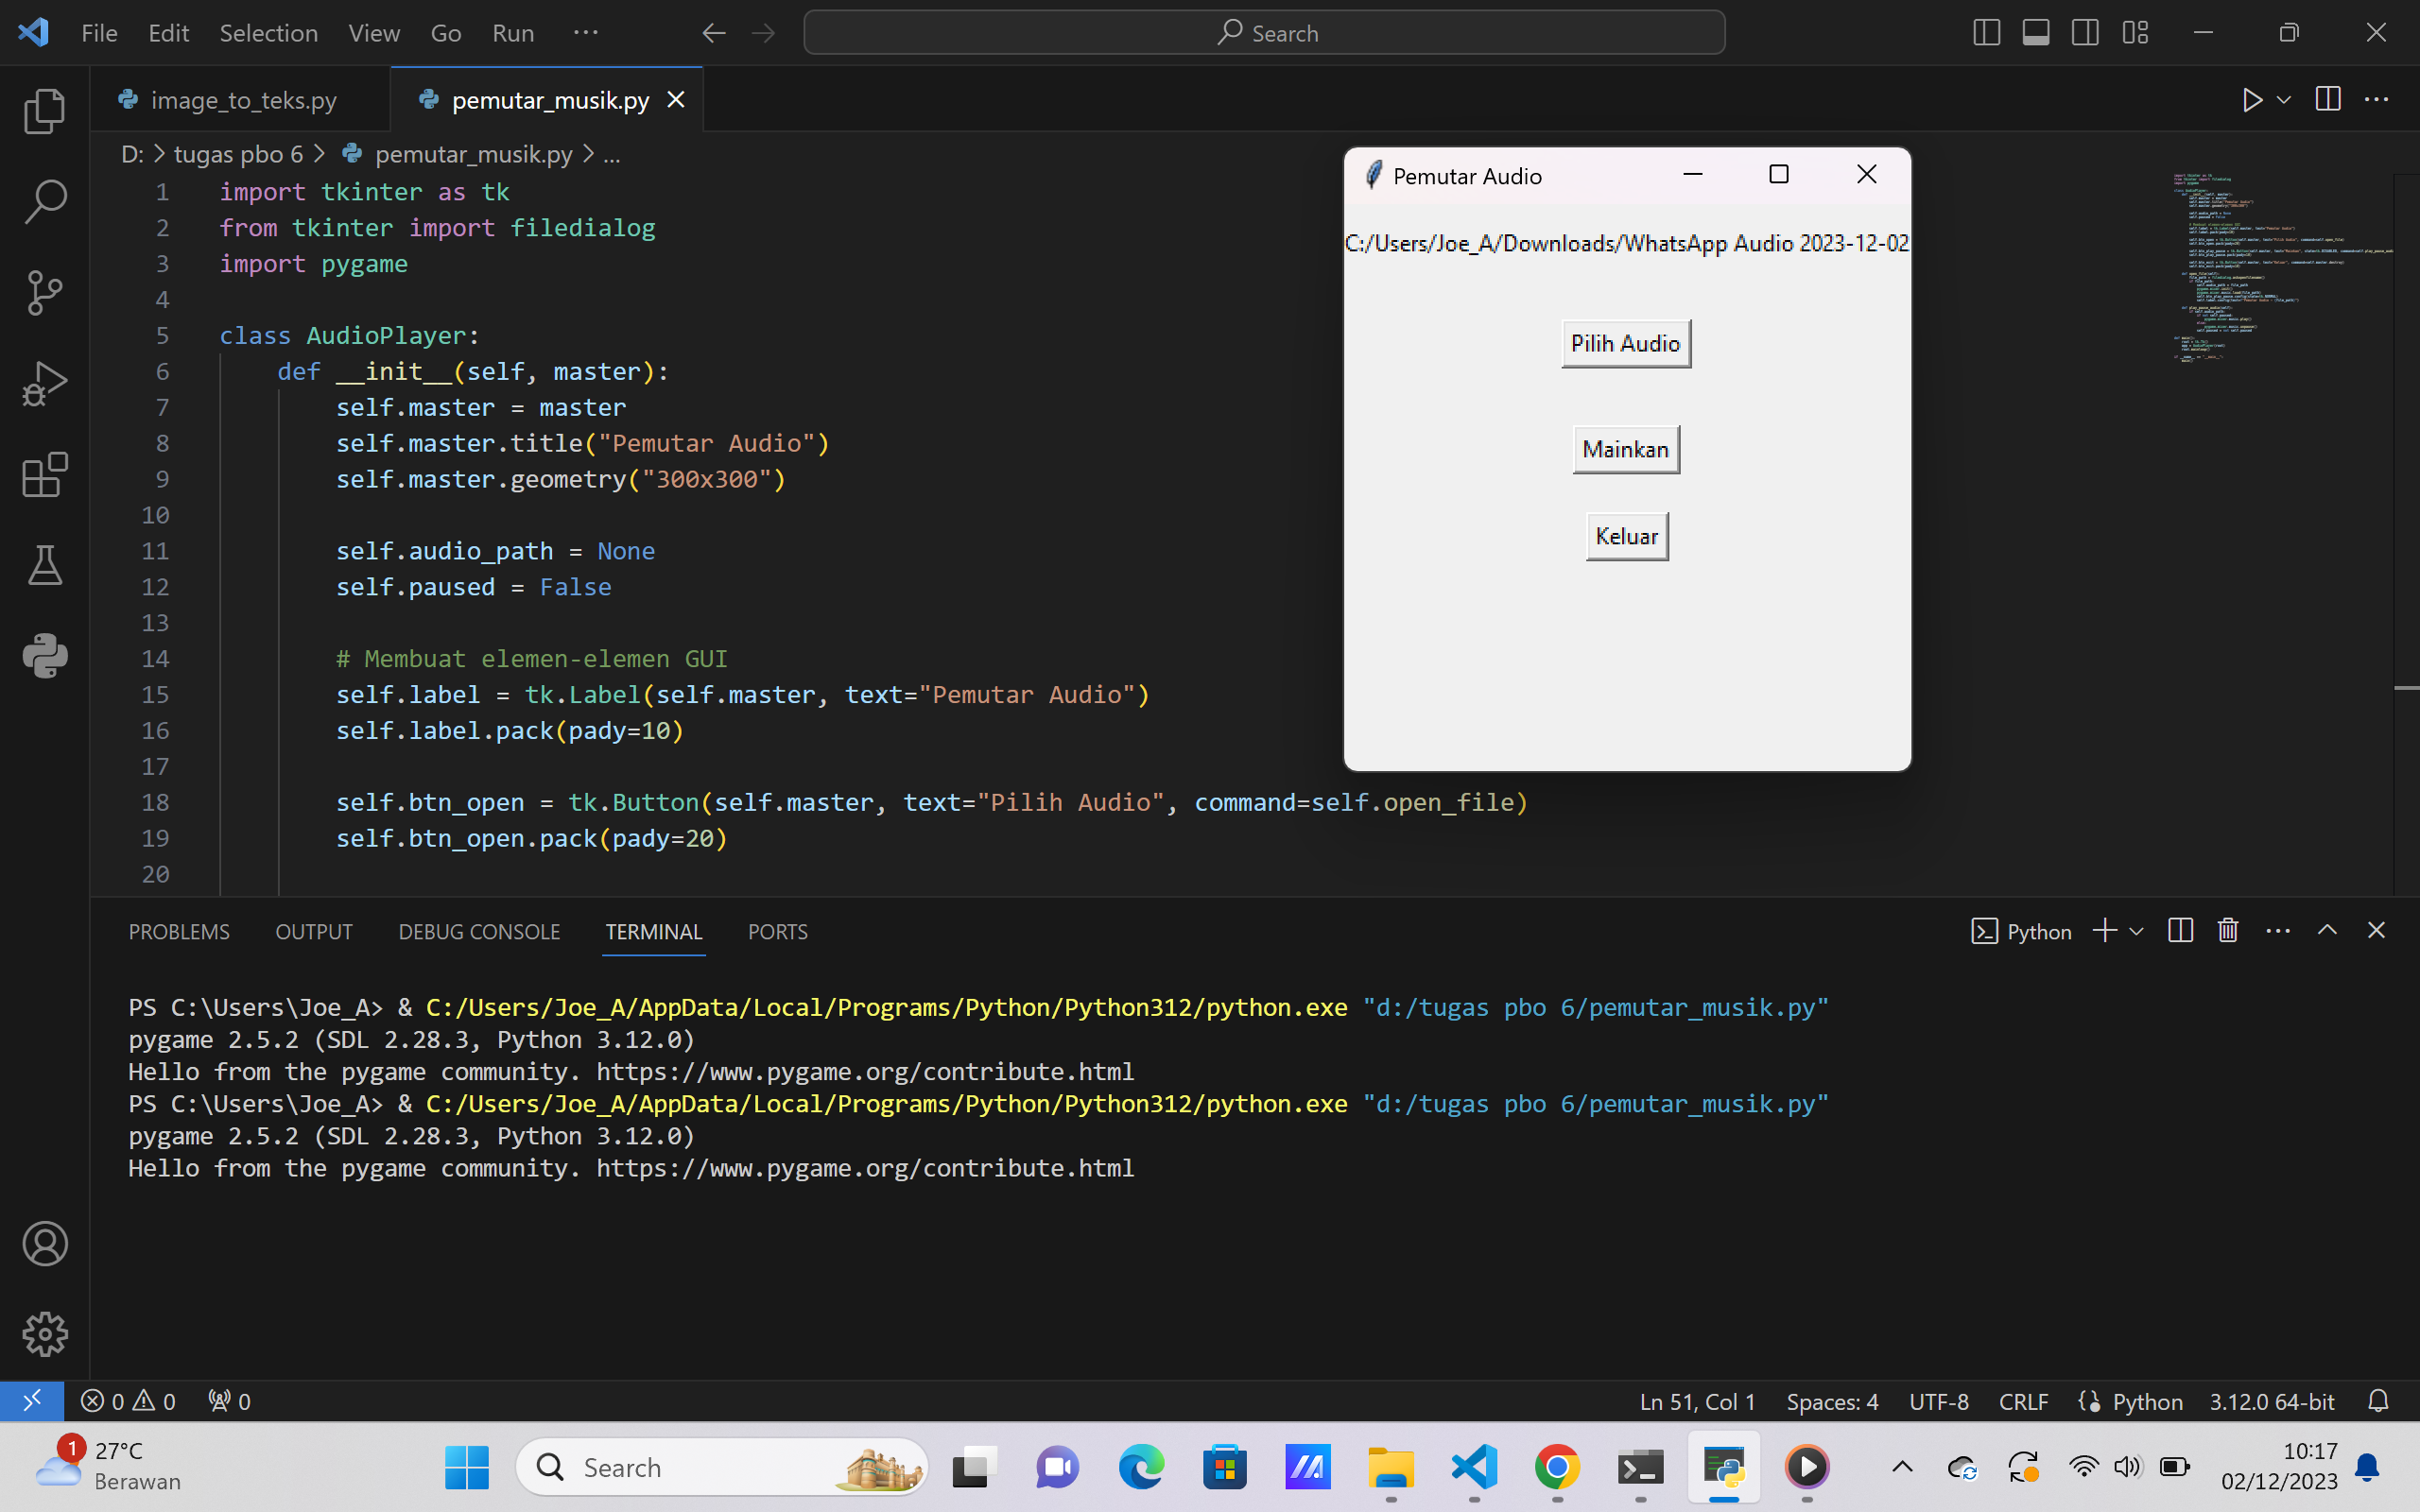 File Edit Selection View Go Run ··· Search
image_to_teks.py pemutar_musik.py
D: > tugas pbo 6 > pemutar_musik.py > ...
1 import tkinter as tk
2 from tkinter import filedialog
3 import pygame
4
5 class AudioPlayer:
6 def __init__(self, master):
7 self.master = master
8 self.master.title("Pemutar Audio")
9 self.master.geometry("300x300")
10
11 self.audio_path = None
12 self.paused = False
13
14 # Membuat elemen-elemen GUI
15 self.label = tk.Label(self.master, text="Pemutar Audio")
16 self.label.pack(pady=10)
17
18 self.btn_open = tk.Button(self.master, text="Pilih Audio", command=self.open_file)
19 self.btn_open.pack(pady=20)
20
Pemutar Audio
C:/Users/Joe_A/Downloads/WhatsApp Audio 2023-12-02
Pilih Audio
Mainkan
Keluar
PROBLEMS OUTPUT DEBUG CONSOLE TERMINAL PORTS Python
PS C:\Users\Joe_A> & C:/Users/Joe_A/AppData/Local/Programs/Python/Python312/python.exe "d:/tugas pbo 6/pemutar_musik.py"
pygame 2.5.2 (SDL 2.28.3, Python 3.12.0)
Hello from the pygame community. https://www.pygame.org/contribute.html
PS C:\Users\Joe_A> & C:/Users/Joe_A/AppData/Local/Programs/Python/Python312/python.exe "d:/tugas pbo 6/pemutar_musik.py"
pygame 2.5.2 (SDL 2.28.3, Python 3.12.0)
Hello from the pygame community. https://www.pygame.org/contribute.html
0 0 0 Ln 51, Col 1 Spaces: 4 UTF-8 CRLF Python 3.12.0 64-bit
1 27°C
Berawan
Search
10:17
02/12/2023